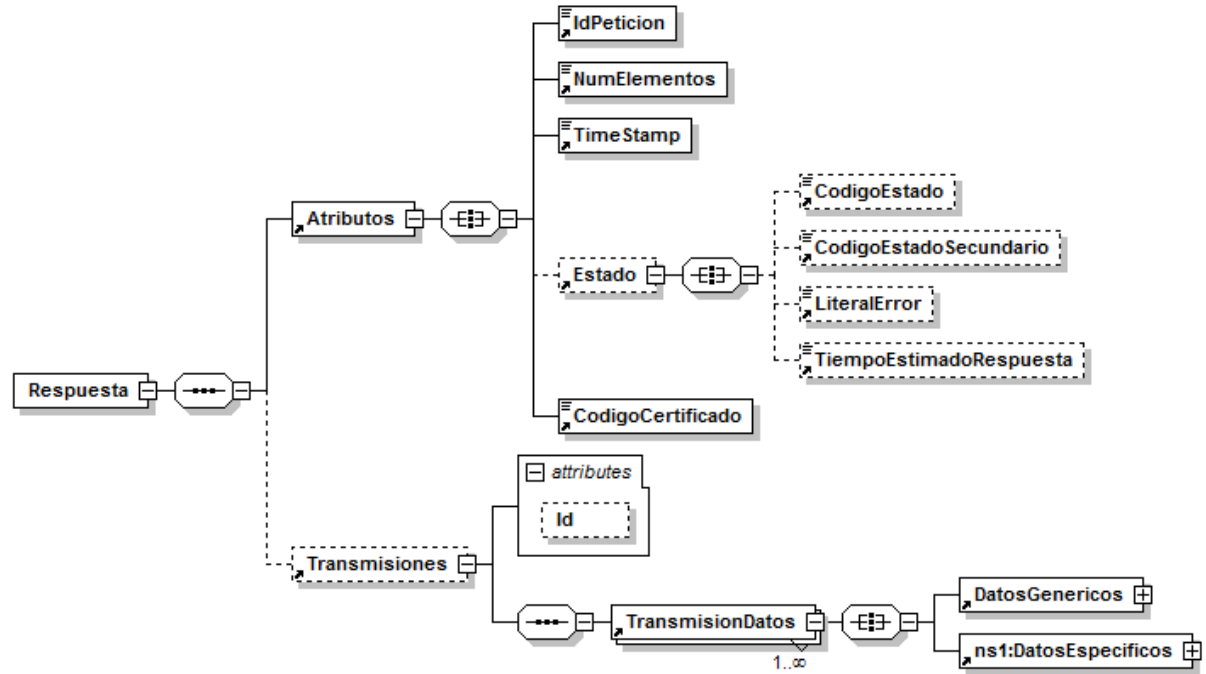 IdPeticion
NumElementos
TimeStamp
CodigoEstado
Atributos
CodigoEstadoSecundario
Estado
LiteralError
TiempoEstimadoRespuesta
Respuesta
CodigoCertificado
attributes
Id
Transmisiones
DatosGenericos
TransmisionDatos
ns1:DatosEspecificos
1..∞